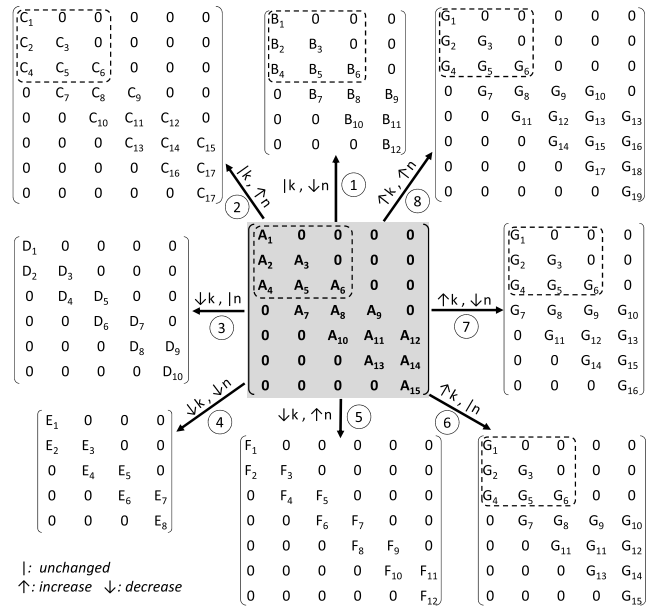 C₁ 0 0 0 0 0
C₂ C₃ 0 0 0 0
C₄ C₅ C₆ 0 0 0
0 C₇ C₈ C₉ 0 0
0 0 C₁₀ C₁₁ C₁₂ 0
0 0 0 C₁₃ C₁₄ C₁₅
0 0 0 0 C₁₆ C₁₇
0 0 0 0 0 C₁₇
B₁ 0 0 0
B₂ B₃ 0 0
B₄ B₅ B₆ 0
0 B₇ B₈ B₉
0 0 B₁₀ B₁₁
0 0 0 B₁₂
G₁ 0 0 0 0 0
G₂ G₃ 0 0 0 0
G₄ G₅ G₆ 0 0 0
0 G₇ G₈ G₉ G₁₀ 0
0 0 G₁₁ G₁₂ G₁₃ G₁₃
0 0 0 G₁₄ G₁₅ G₁₆
0 0 0 0 G₁₇ G₁₈
0 0 0 0 0 G₁₉
|k , ↑n
2
|k , ↓n
1
↑k , ↑n
8
D₁ 0 0 0 0
D₂ D₃ 0 0 0
0 D₄ D₅ 0 0
0 0 D₆ D₇ 0
0 0 0 D₈ D₉
0 0 0 0 D₁₀
↓k , |n
3
A₁ 0 0 0 0
A₂ A₃ 0 0 0
A₄ A₅ A₆ 0 0
0 A₇ A₈ A₉ 0
0 0 A₁₀ A₁₁ A₁₂
0 0 0 A₁₃ A₁₄
0 0 0 0 A₁₅
↑k , ↓n
7
G₁ 0 0 0
G₂ G₃ 0 0
G₄ G₅ G₆ 0
G₇ G₈ G₉ G₁₀
0 G₁₁ G₁₂ G₁₃
0 0 G₁₄ G₁₅
0 0 0 G₁₆
↓k , ↓n
4
↓k , ↑n
5
↑k , |n
6
E₁ 0 0 0
E₂ E₃ 0 0
0 E₄ E₅ 0
0 0 E₆ E₇
0 0 0 E₈
F₁ 0 0 0 0 0
F₂ F₃ 0 0 0 0
0 F₄ F₅ 0 0 0
0 0 F₆ F₇ 0 0
0 0 0 F₈ F₉ 0
0 0 0 0 F₁₀ F₁₁
0 0 0 0 0 F₁₂
G₁ 0 0 0 0
G₂ G₃ 0 0 0
G₄ G₅ G₆ 0 0
0 G₇ G₈ G₉ G₁₀
0 0 G₁₁ G₁₁ G₁₂
0 0 0 G₁₃ G₁₄
0 0 0 0 G₁₅
|: unchanged
↑: increase ↓: decrease